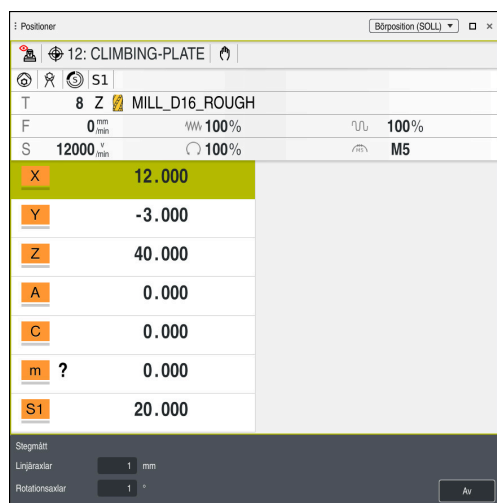 Positioner Börposition (SOLL)
12: CLIMBING-PLATE
S1
T 8 Z MILL_D16_ROUGH
F 0 mm/min 100% 100%
S 12000 v/min 100% M5
X 12.000
Y -3.000
Z 40.000
A 0.000
C 0.000
m ? 0.000
S1 20.000
Stegmått
Linjäraxlar 1 mm
Rotationsaxlar 1 °
Av